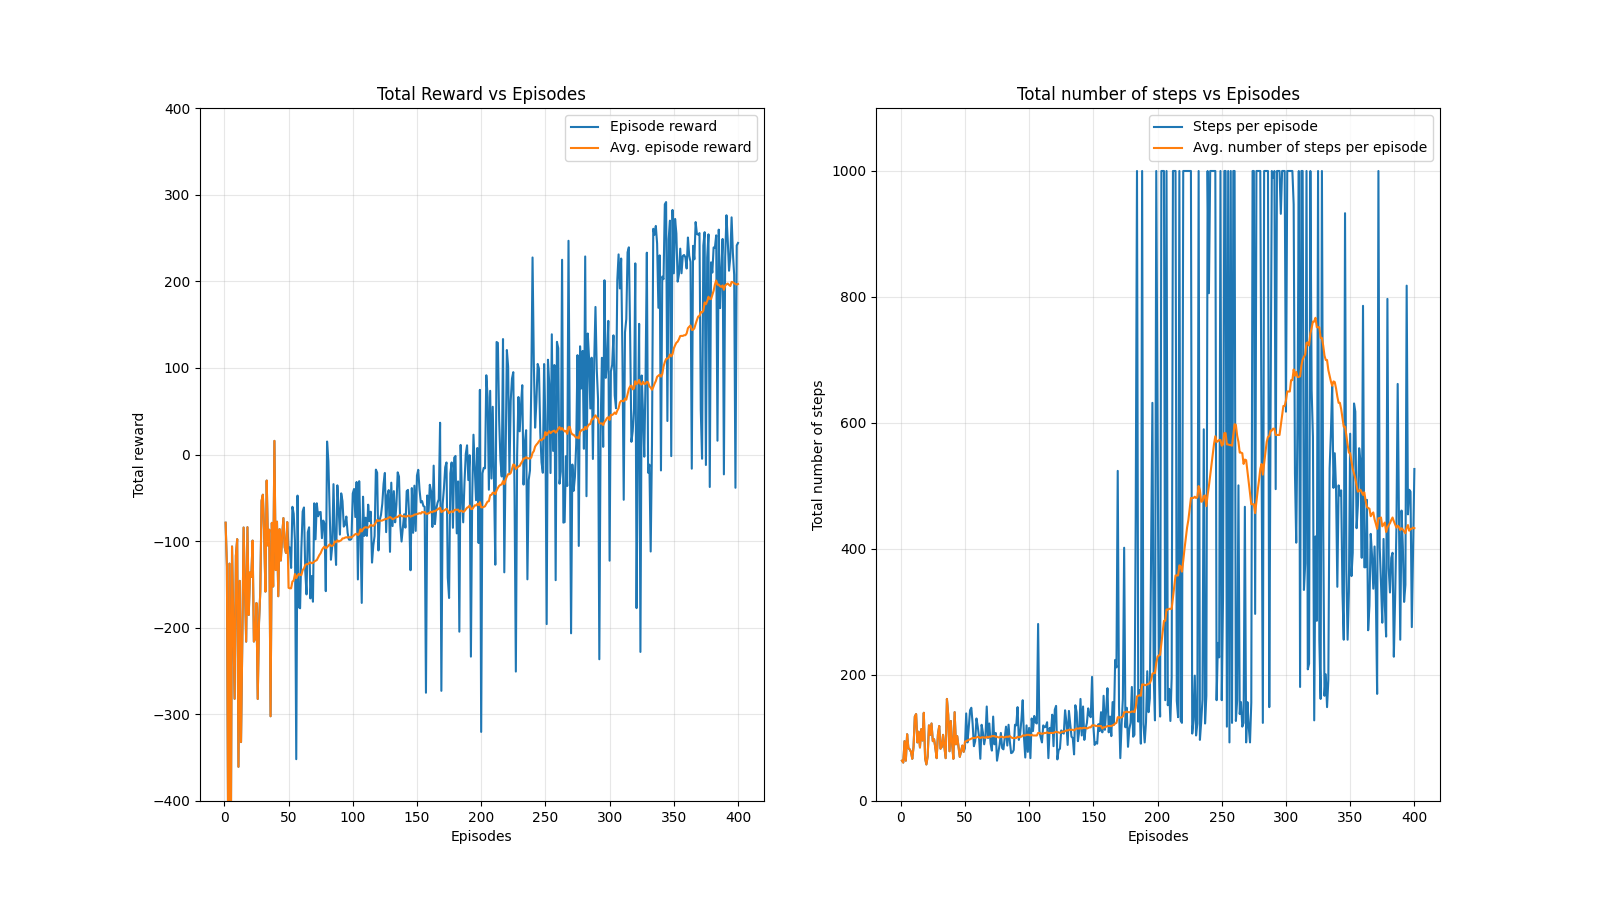 Total Reward vs Episodes
Episode reward
Avg. episode reward
400
300
200
100
0
−100
−200
−300
−400
Total reward
0 50 100 150 200 250 300 350 400
Episodes
Total number of steps vs Episodes
Steps per episode
Avg. number of steps per episode
1000
800
600
400
200
0
Total number of steps
0 50 100 150 200 250 300 350 400
Episodes